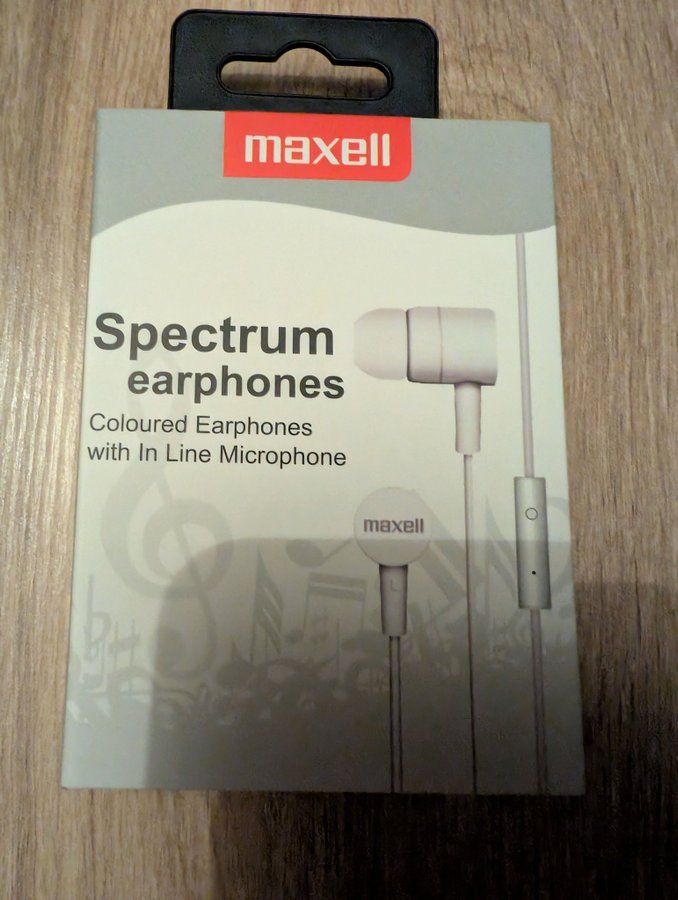 maxell
Spectrum
earphones
Coloured Earphones
with In Line Microphone
maxell
L